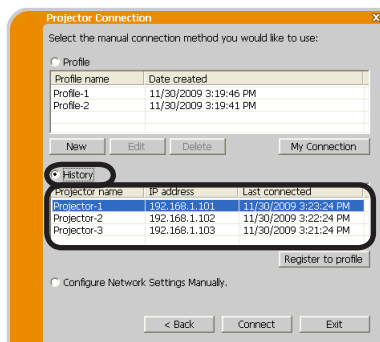 Projector Connection
Select the manual connection method you would like to use:
Profile
Profile name Date created
Profile-1 11/30/2009 3:19:46 PM
Profile-2 11/30/2009 3:19:41 PM
New Edit Delete My Connection
History
Projector name IP address Last connected
Projector-1 192.168.1.101 11/30/2009 3:23:24 PM
Projector-2 192.168.1.102 11/30/2009 3:22:24 PM
Projector-3 192.168.1.103 11/30/2009 3:21:24 PM
Register to profile
Configure Network Settings Manually.
< Back Connect Exit